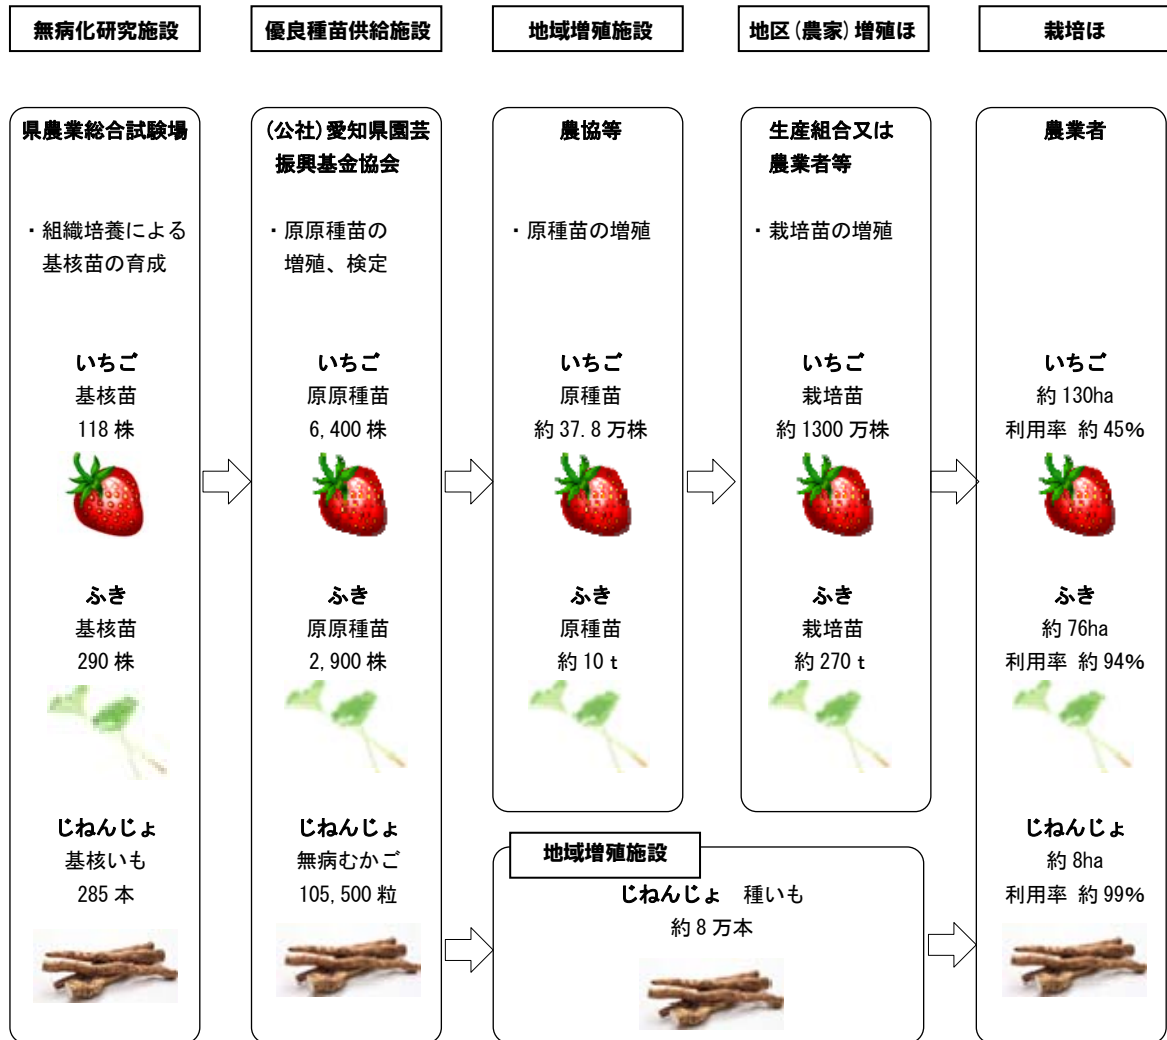 無病化研究施設
優良種苗供給施設
地域増殖施設
地区(農家)増殖ほ
栽培ほ
県農業総合試験場
・組織培養による
基核苗の育成
いちご
基核苗
118 株
ふき
基核苗
290 株
じねんじょ
基核いも
285 本
(公社)愛知県園芸
振興基金協会
・原原種苗の
増殖、検定
いちご
原原種苗
6,400 株
ふき
原原種苗
2,900 株
じねんじょ
無病むかご
105,500 粒
農協等
・原種苗の増殖
いちご
原種苗
約 37.8 万株
ふき
原種苗
約 10 t
生産組合又は
農業者等
・栽培苗の増殖
いちご
栽培苗
約 1300 万株
ふき
栽培苗
約 270 t
地域増殖施設
じねんじょ 種いも
約 8 万本
農業者
いちご
約 130ha
利用率 約 45%
ふき
約 76ha
利用率 約 94%
じねんじょ
約 8ha
利用率 約 99%